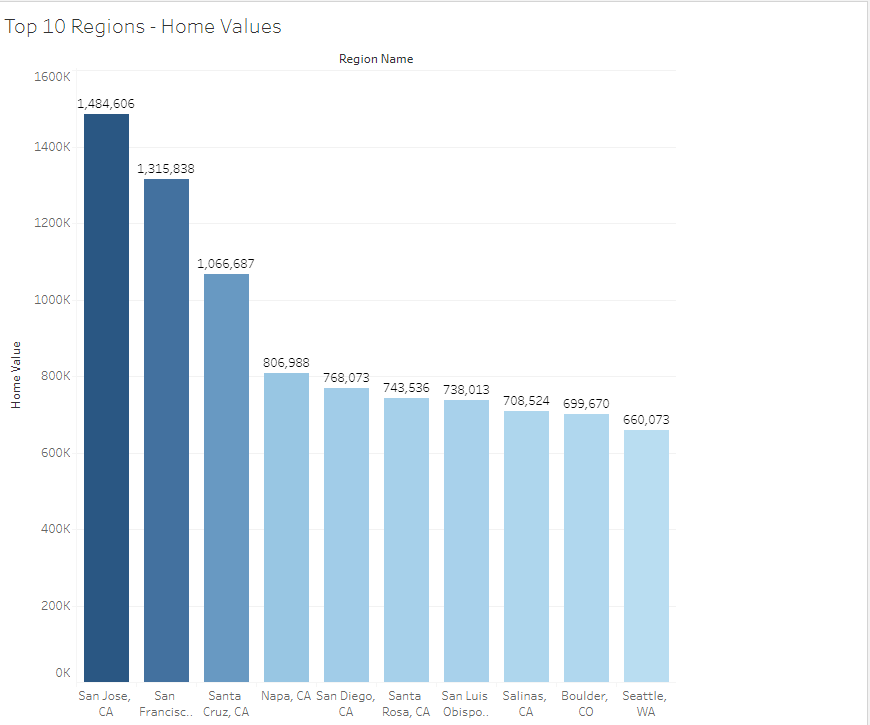 Top 10 Regions - Home Values
Region Name
1600K
1,484,606
1,315,838
1400K
1200K
1,066,687
1000K
Home Value
806,988
768,073
743,536
738,013
708,524
699,670
660,073
800K
600K
400K
200K
0K
San Jose, CA
San Francisc..
Santa Cruz, CA
Napa, CA
San Diego, CA
Santa Rosa, CA
San Luis Obispo..
Salinas, CA
Boulder, CO
Seattle, WA